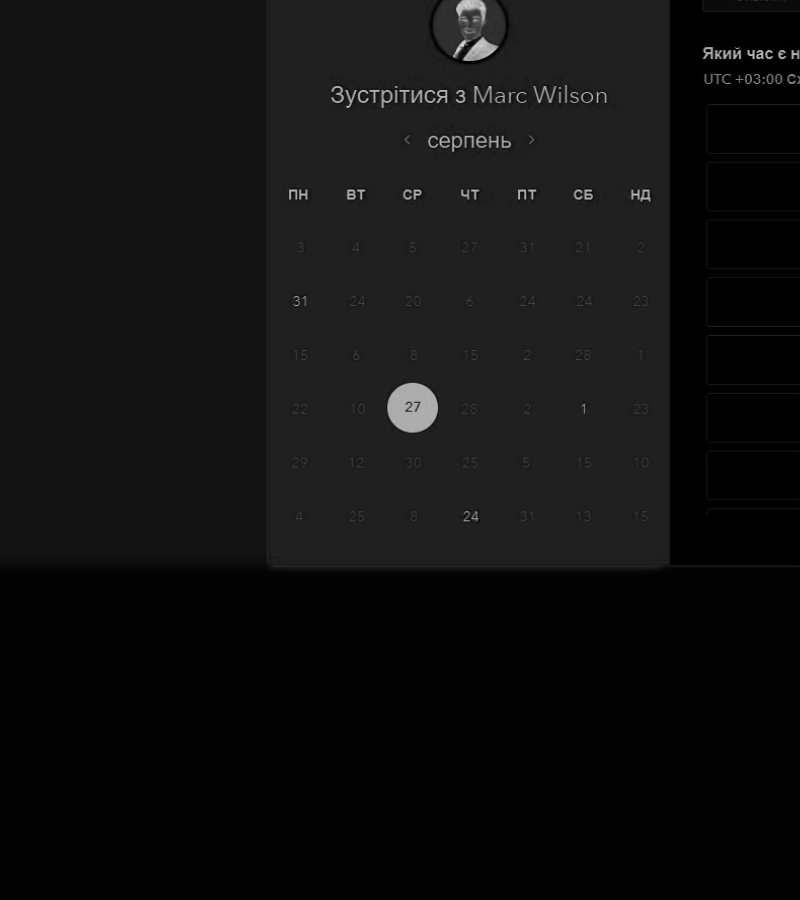 Зустрітися з Marc Wilson
< серпень >
ПН ВТ СР ЧТ ПТ СБ НД
3 4 5 27 31 21 2
31 24 20 6 24 24 23
15 6 8 15 2 28 1
22 10 27 28 2 1 23
29 12 30 25 5 15 10
4 25 8 24 31 13 15
Який час є
UTC +03:00